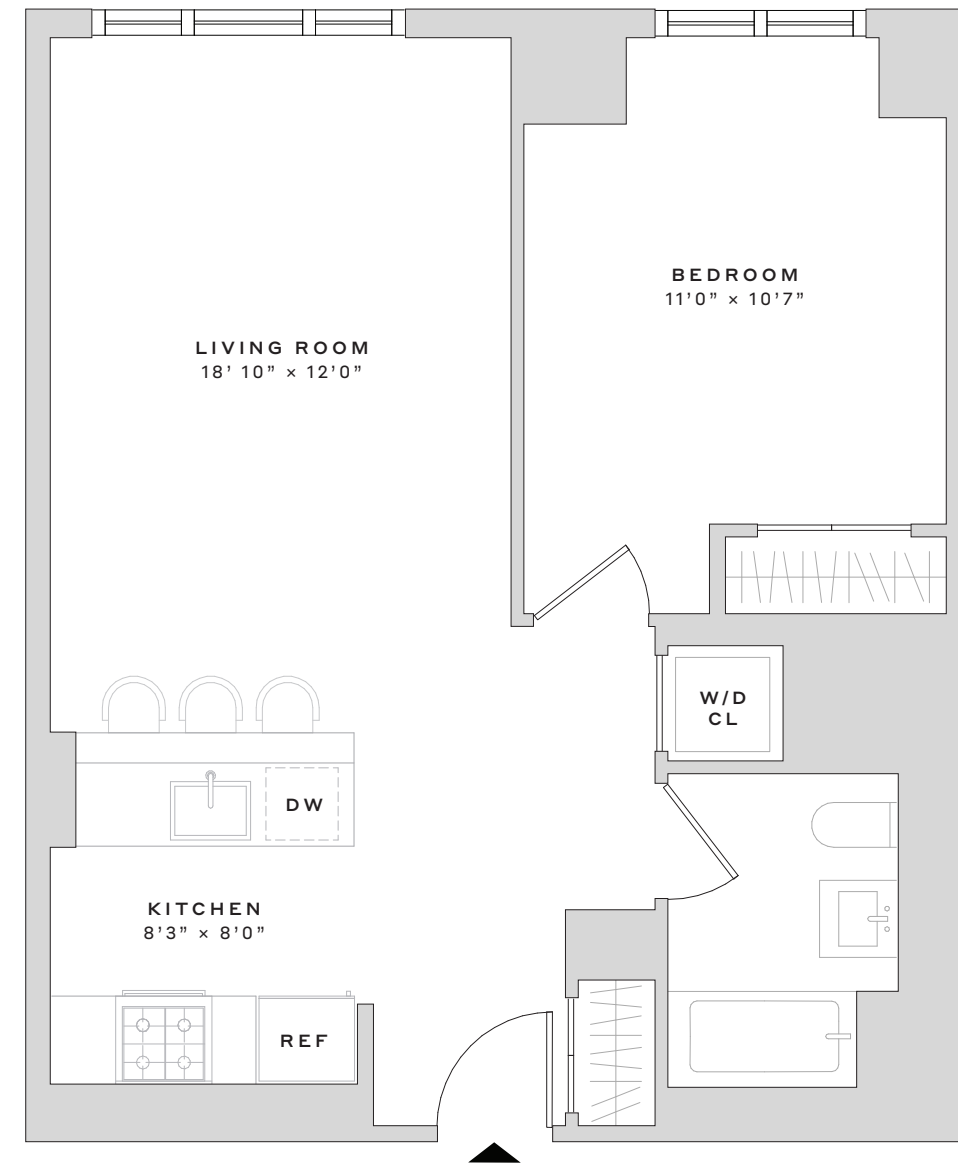 BEDROOM
11’0” × 10’7”
LIVING ROOM
18’ 10” × 12’0”
W/D
CL
DW
KITCHEN
8’3” × 8’0”
REF